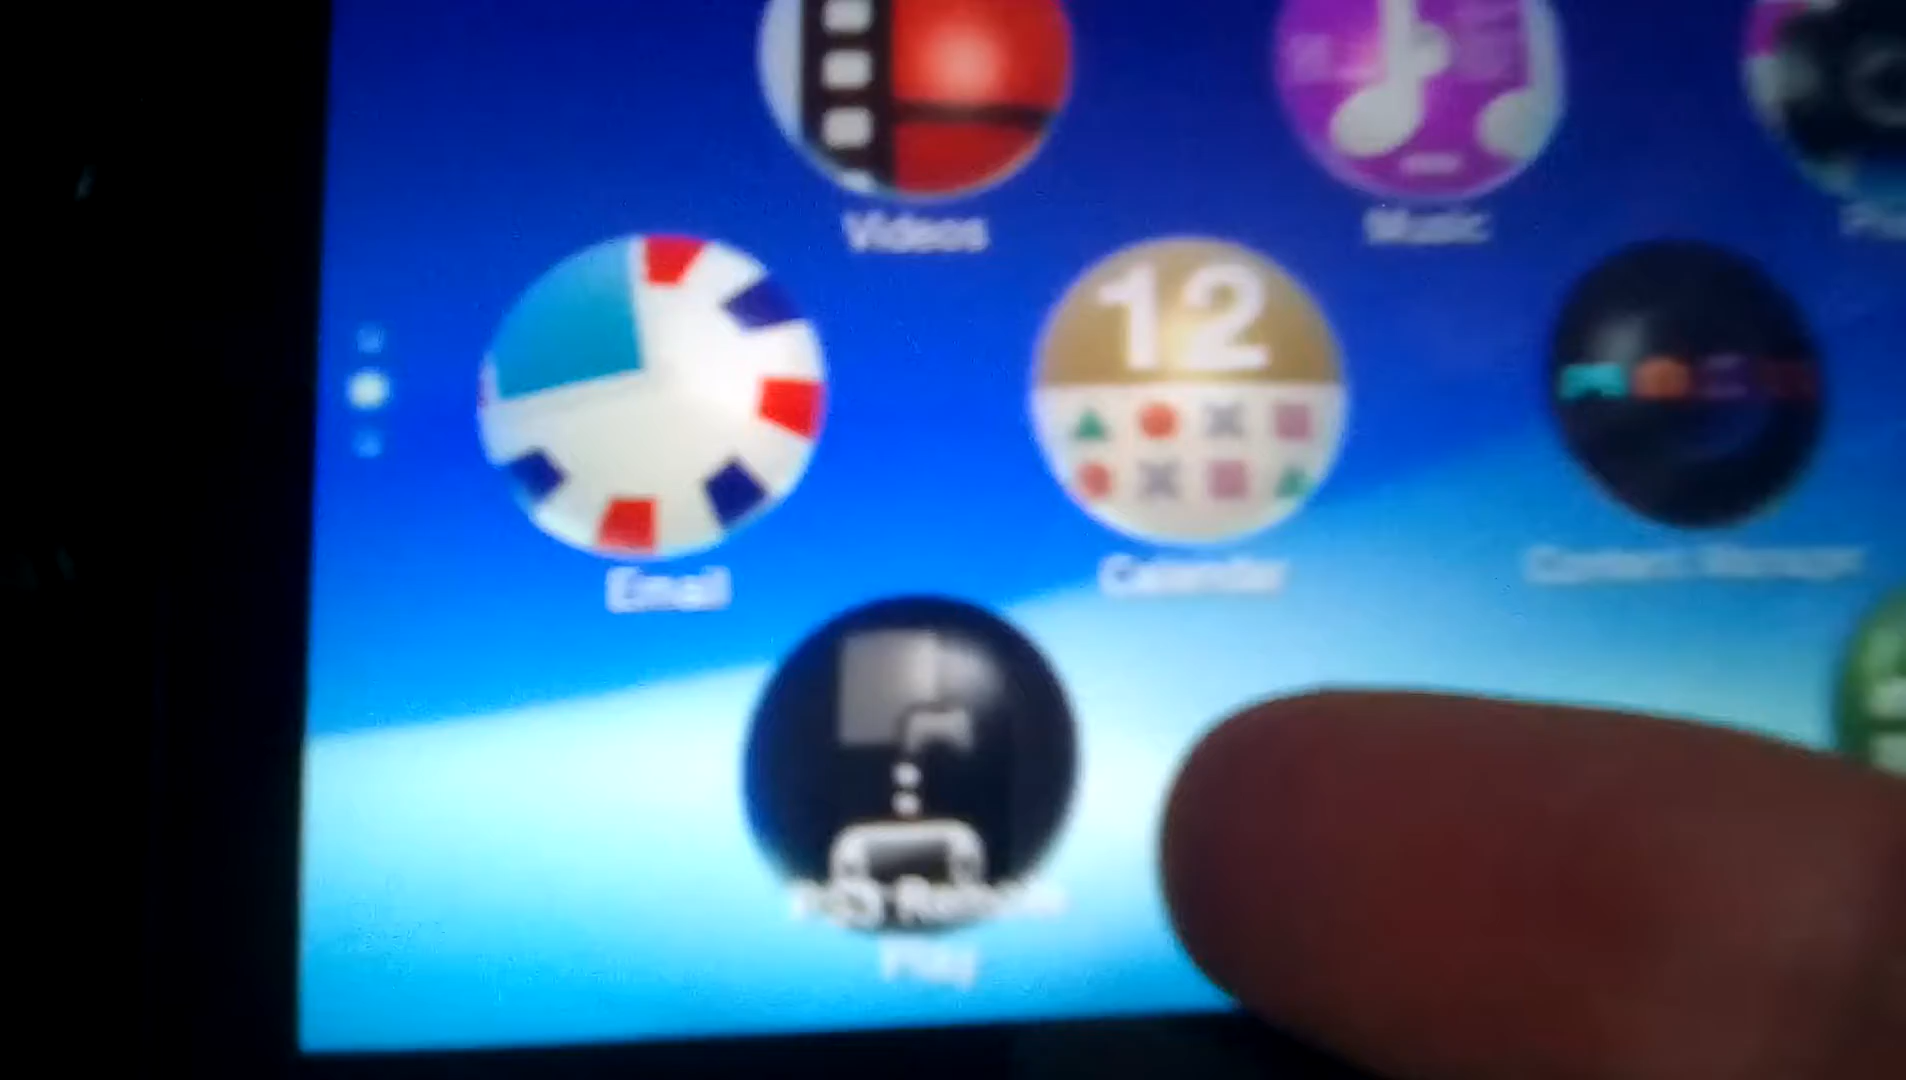 Videos
Music
12
Email
Calendar
Content Manager
PS3 Remote
Play